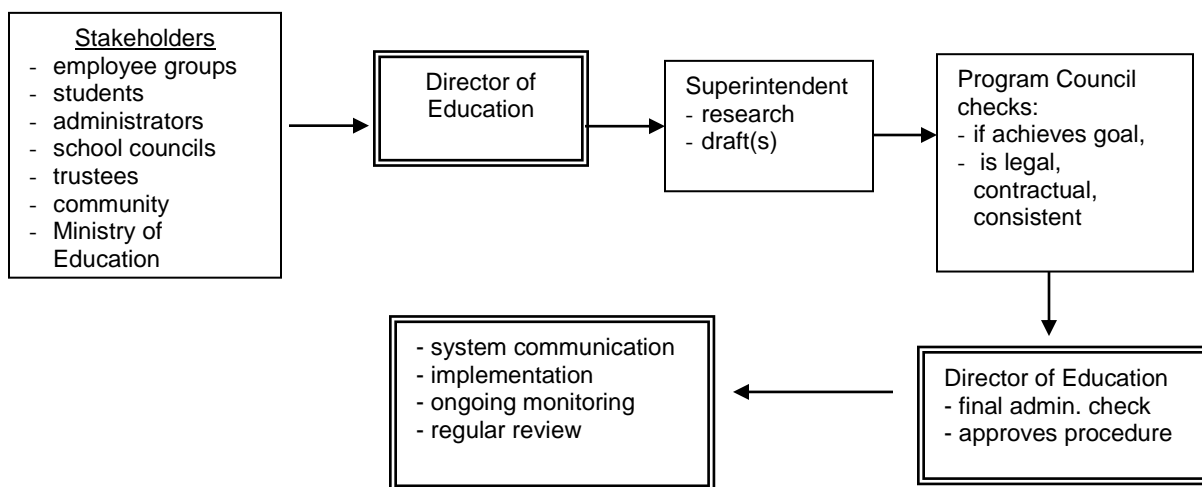 Stakeholders
- employee groups
- students
- administrators
- school councils
- trustees
- community
- Ministry of
Education
Director of
Education
Superintendent
- research
- draft(s)
Program Council
checks:
- if achieves goal,
- is legal,
contractual,
consistent
Director of Education
- final admin. check
- approves procedure
- system communication
- implementation
- ongoing monitoring
- regular review